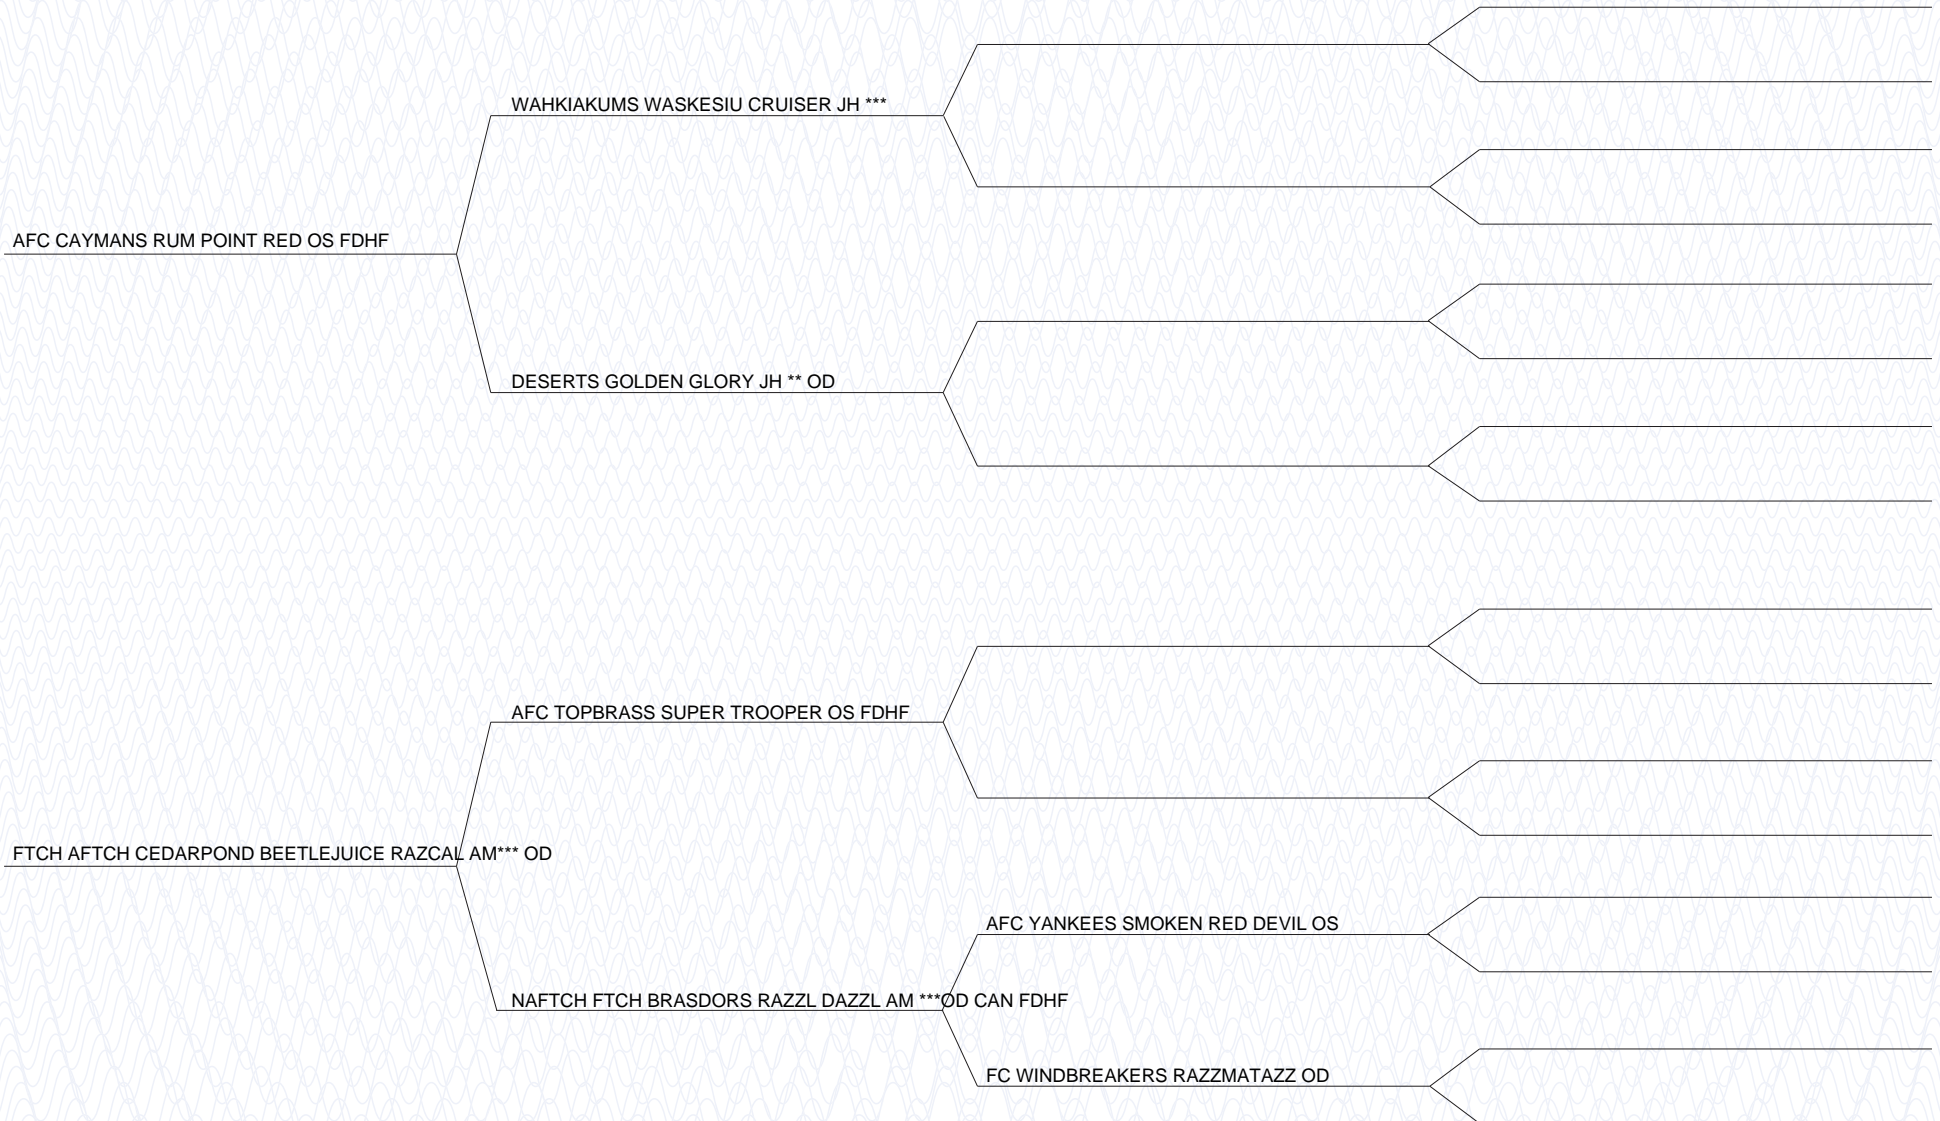 WAHKIAKUMS WASKESIU CRUISER JH ***
AFC CAYMANS RUM POINT RED OS FDHF
DESERTS GOLDEN GLORY JH ** OD
AFC TOPBRASS SUPER TROOPER OS FDHF
FTCH AFTCH CEDARPOND BEETLEJUICE RAZCAL AM*** OD
AFC YANKEES SMOKEN RED DEVIL OS
NAFTCH FTCH BRASDORS RAZZL DAZZL AM ***OD CAN FDHF
FC WINDBREAKERS RAZZMATAZZ OD